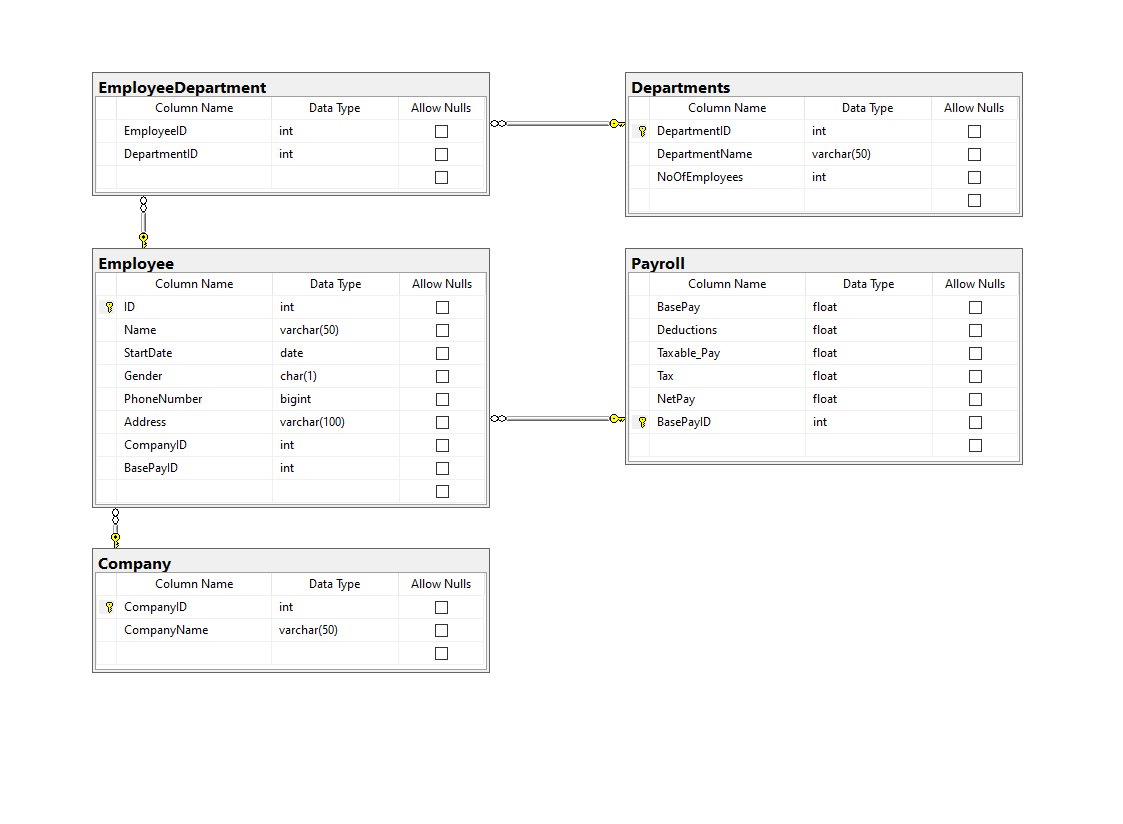 EmployeeDepartment
Column Name Data Type Allow Nulls
EmployeeID int
DepartmentID int
Departments
Column Name Data Type Allow Nulls
DepartmentID int
DepartmentName varchar(50)
NoOfEmployees int
Employee
Column Name Data Type Allow Nulls
ID int
Name varchar(50)
StartDate date
Gender char(1)
PhoneNumber bigint
Address varchar(100)
CompanyID int
BasePayID int
Payroll
Column Name Data Type Allow Nulls
BasePay float
Deductions float
Taxable_Pay float
Tax float
NetPay float
BasePayID int
Company
Column Name Data Type Allow Nulls
CompanyID int
CompanyName varchar(50)